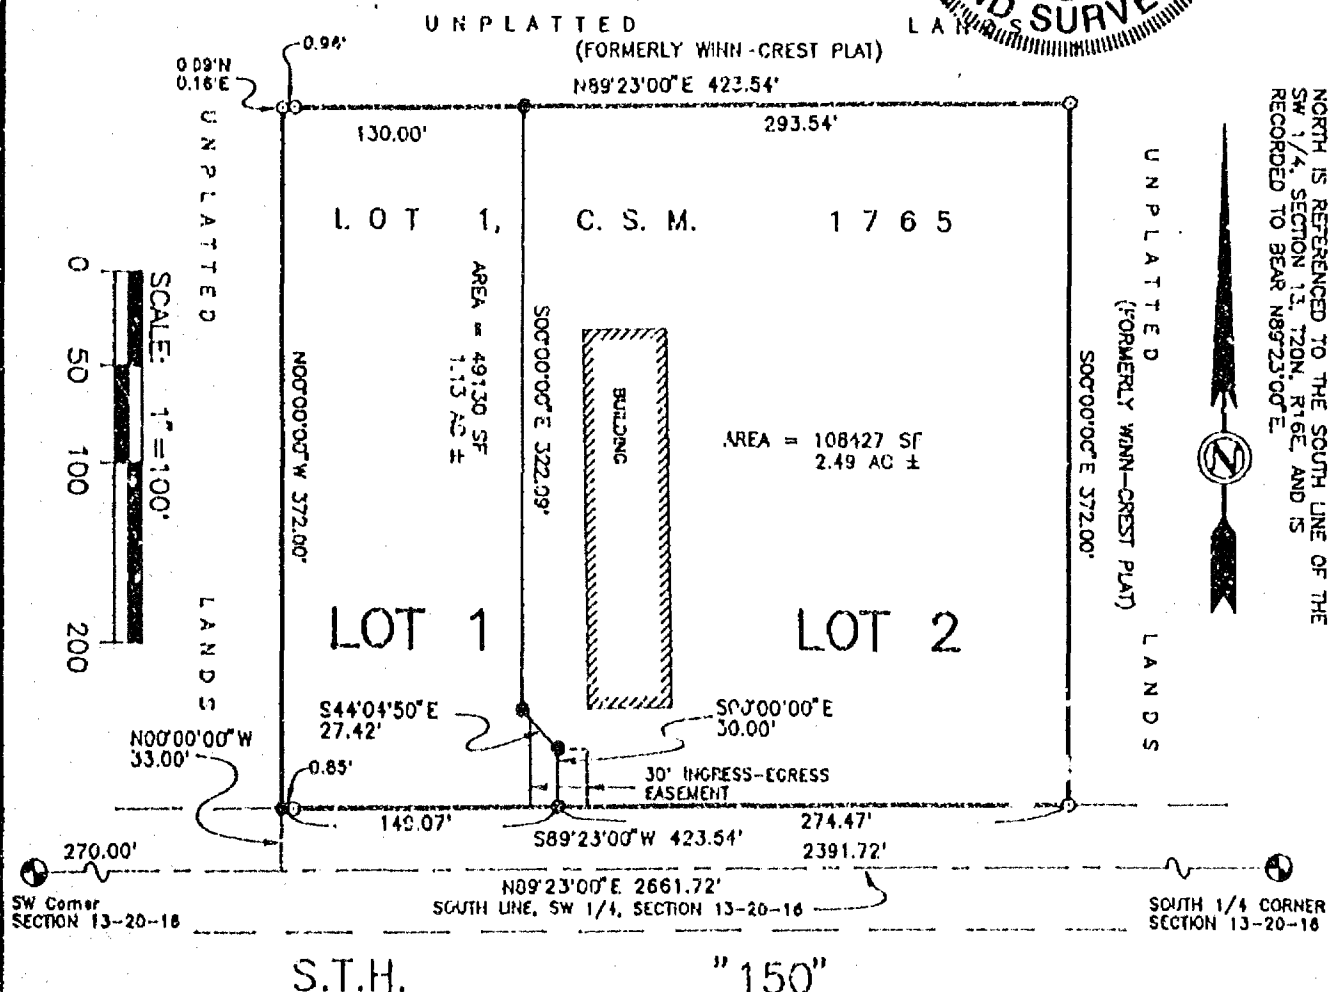 UNPLATTED LANDS
(FORMERLY WINN-CREST PLAT)
LAND SURVE
0.94'
0.09'N
0.16'E
N89°23'00"E 423.54'
130.00'
293.54'
UNPLATTED LANDS
LOT 1, C.S.M. 1765
AREA = 49130 SF
1.13 AC ±
S00°00'00"E 322.09'
N00°00'00"W 372.00'
BUILDING
AREA = 108427 SF
2.49 AC ±
S00°00'00"E 372.00'
(FORMERLY WINN-CREST PLAT)
UNPLATTED LANDS
NORTH IS REFERENCED TO THE SOUTH LINE OF THE
SW 1/4, SECTION 13, T20N, R16E, AND IS
RECORDED TO BEAR N89°23'00"E.
N
SCALE: 1"=100'
0 50 100 200
LOT 1
LOT 2
S44°04'50"E
27.42'
S00°00'00"E
30.00'
N00°00'00"W
33.00'
0.85'
30' INGRESS-EGRESS
EASEMENT
149.07'
274.47'
S89°23'00"W 423.54'
270.00'
2391.72'
N89°23'00"E 2661.72'
SOUTH LINE, SW 1/4, SECTION 13-20-16
SW Corner
SECTION 13-20-16
SOUTH 1/4 CORNER
SECTION 13-20-16
S.T.H. "150"